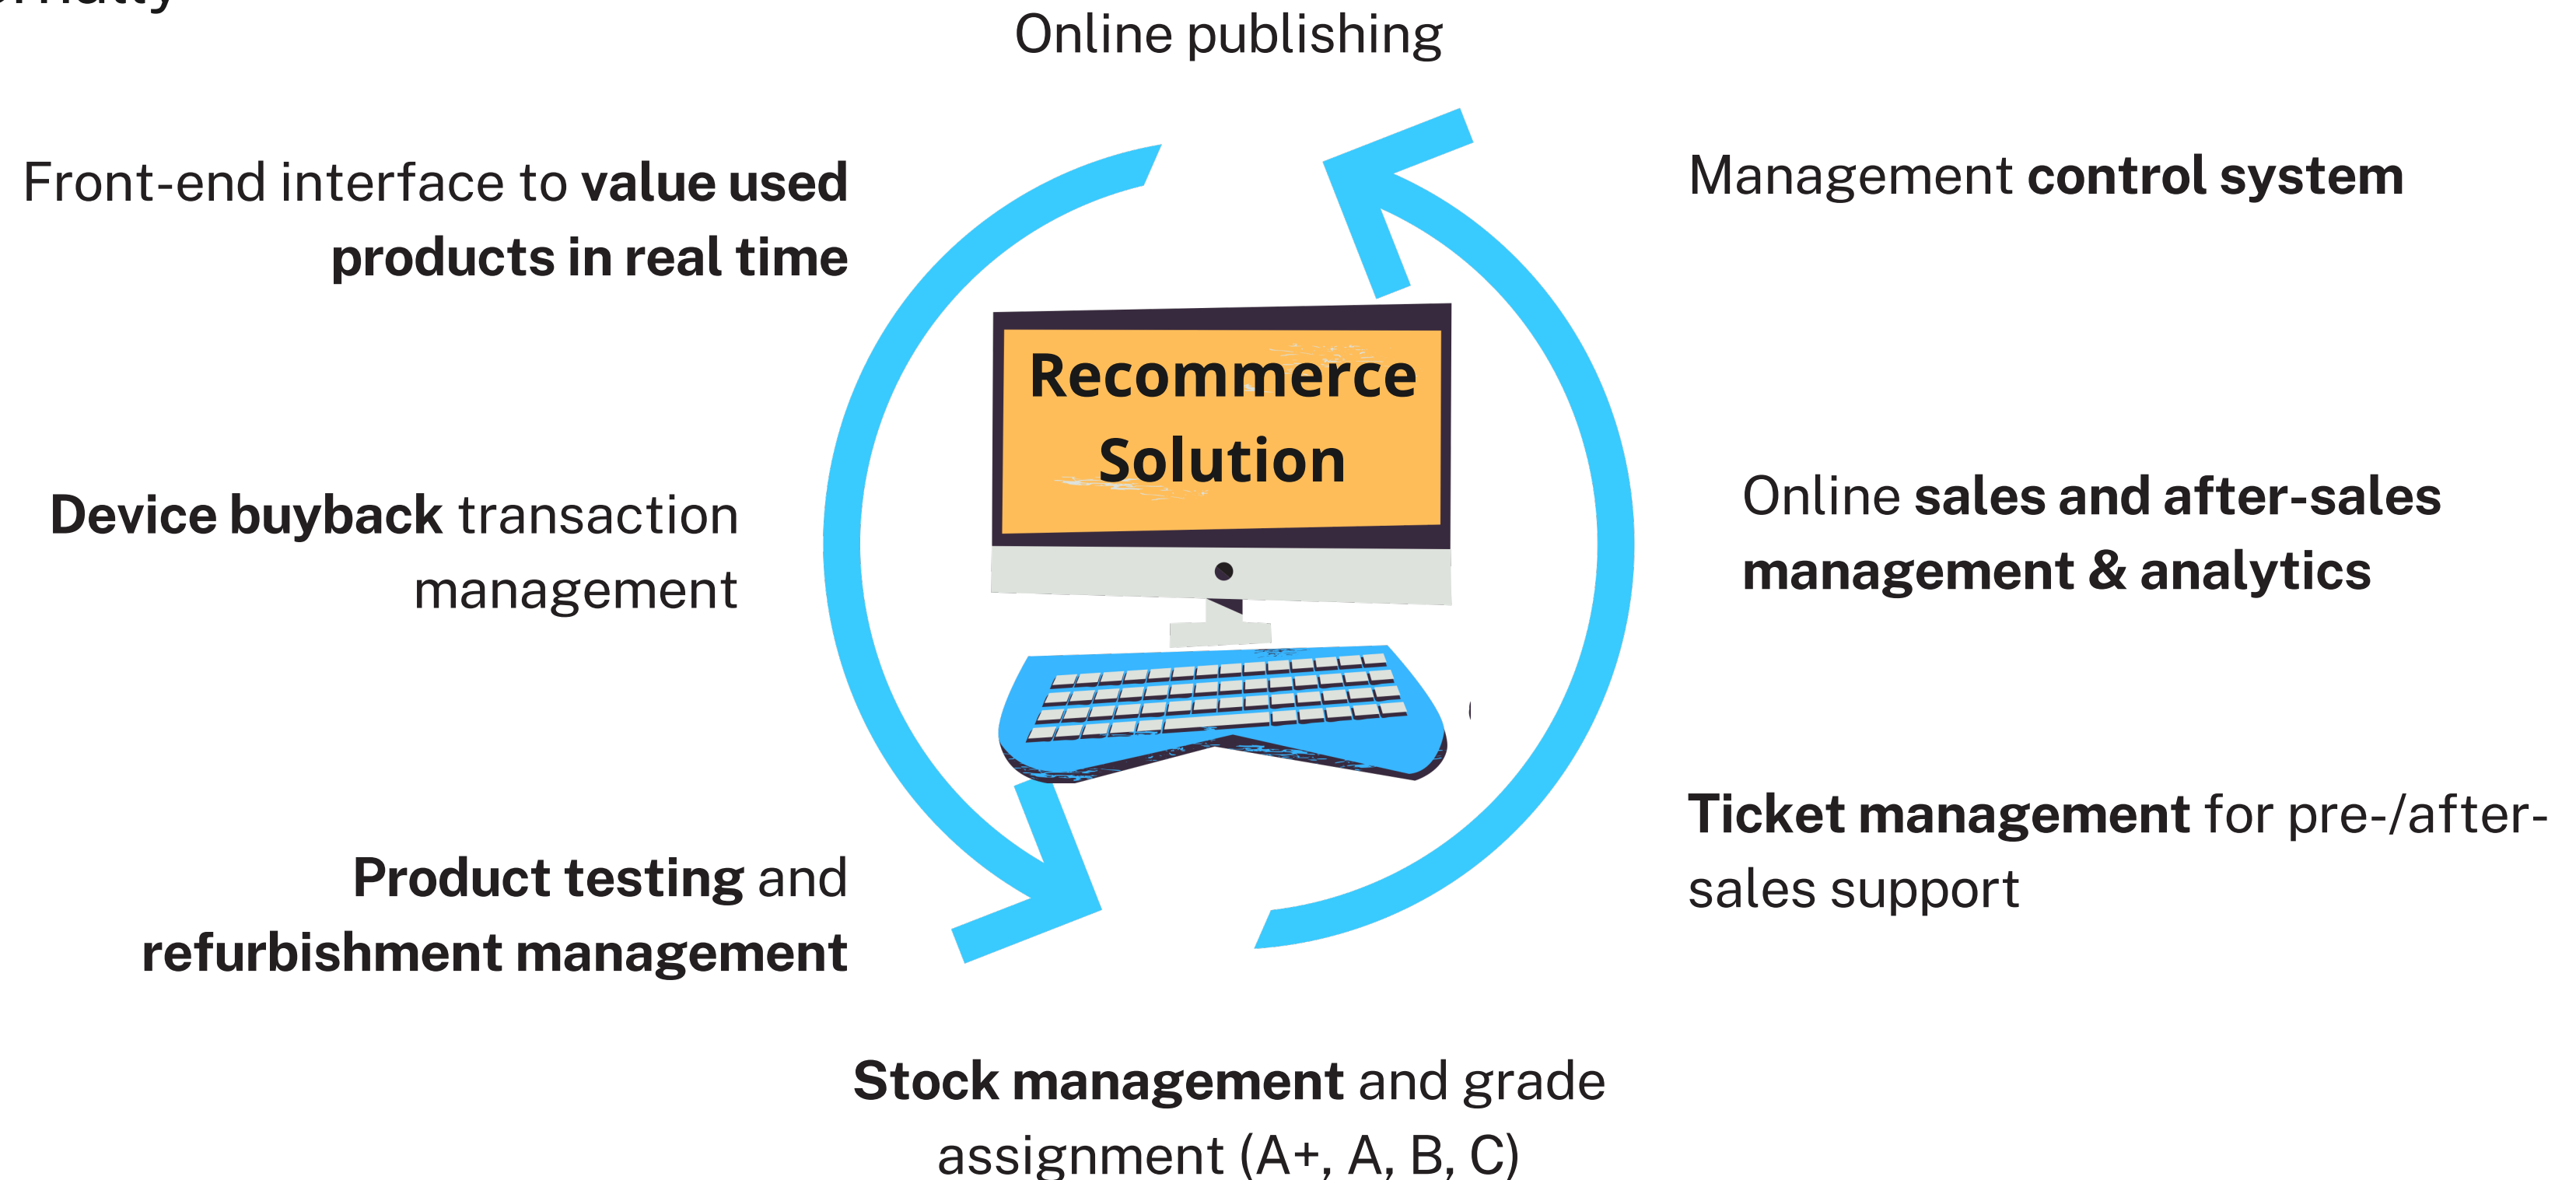 Online publishing
Front-end interface to value used
products in real time
Management control system
Recommerce
Solution
Device buyback transaction
management
Online sales and after-sales
management & analytics
Product testing and
refurbishment management
Ticket management for pre-/after-
sales support
Stock management and grade
assignment (A+, A, B, C)